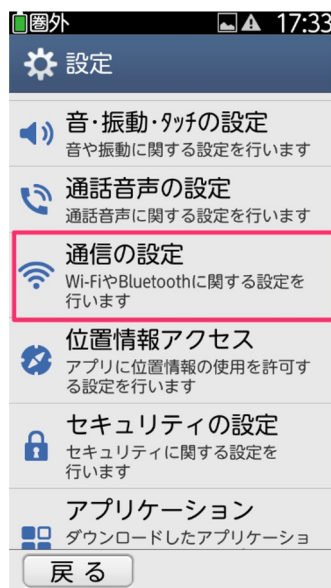 圏外 17:33
設定
音・振動・ﾀｯﾁの設定
音や振動に関する設定を行います
通話音声の設定
通話音声に関する設定を行います
通信の設定
Wi-FiやBluetoothに関する設定を
行います
位置情報アクセス
アプリに位置情報の使用を許可す
る設定を行います
セキュリティの設定
セキュリティに関する設定を
行います
アプリケーション
ダウンロードしたアプリケーショ
戻る